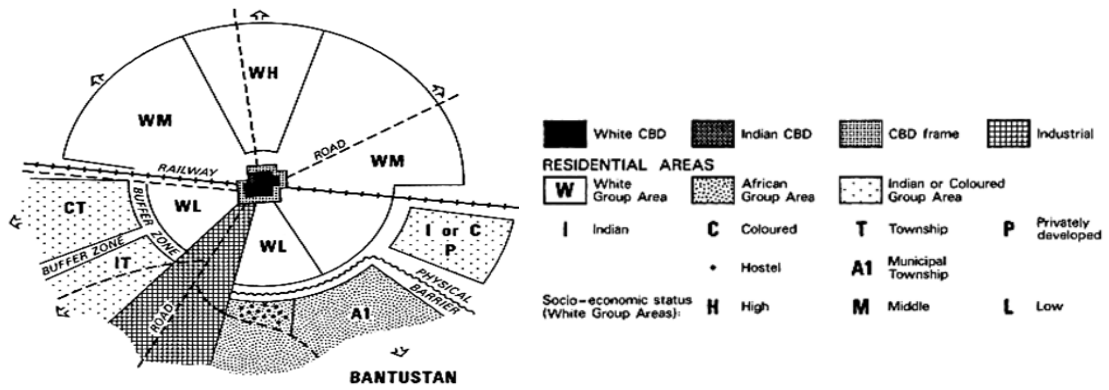 WH
WM
ROAD
WM
RAILWAY
CT
BUFFER ZONE
WL
WL
I or C
P
BUFFER ZONE
IT
PHYSICAL
BARRIER
ROAD
A1
BANTUSTAN
White CBD
Indian CBD
CBD frame
Industrial
RESIDENTIAL AREAS
W White
Group Area
African
Group Area
Indian or Coloured
Group Area
I Indian
C Coloured
T Township
P Privately
developed
Hostel
A1 Municipal
Township
Socio-economic status
(White Group Areas):
H High
M Middle
L Low